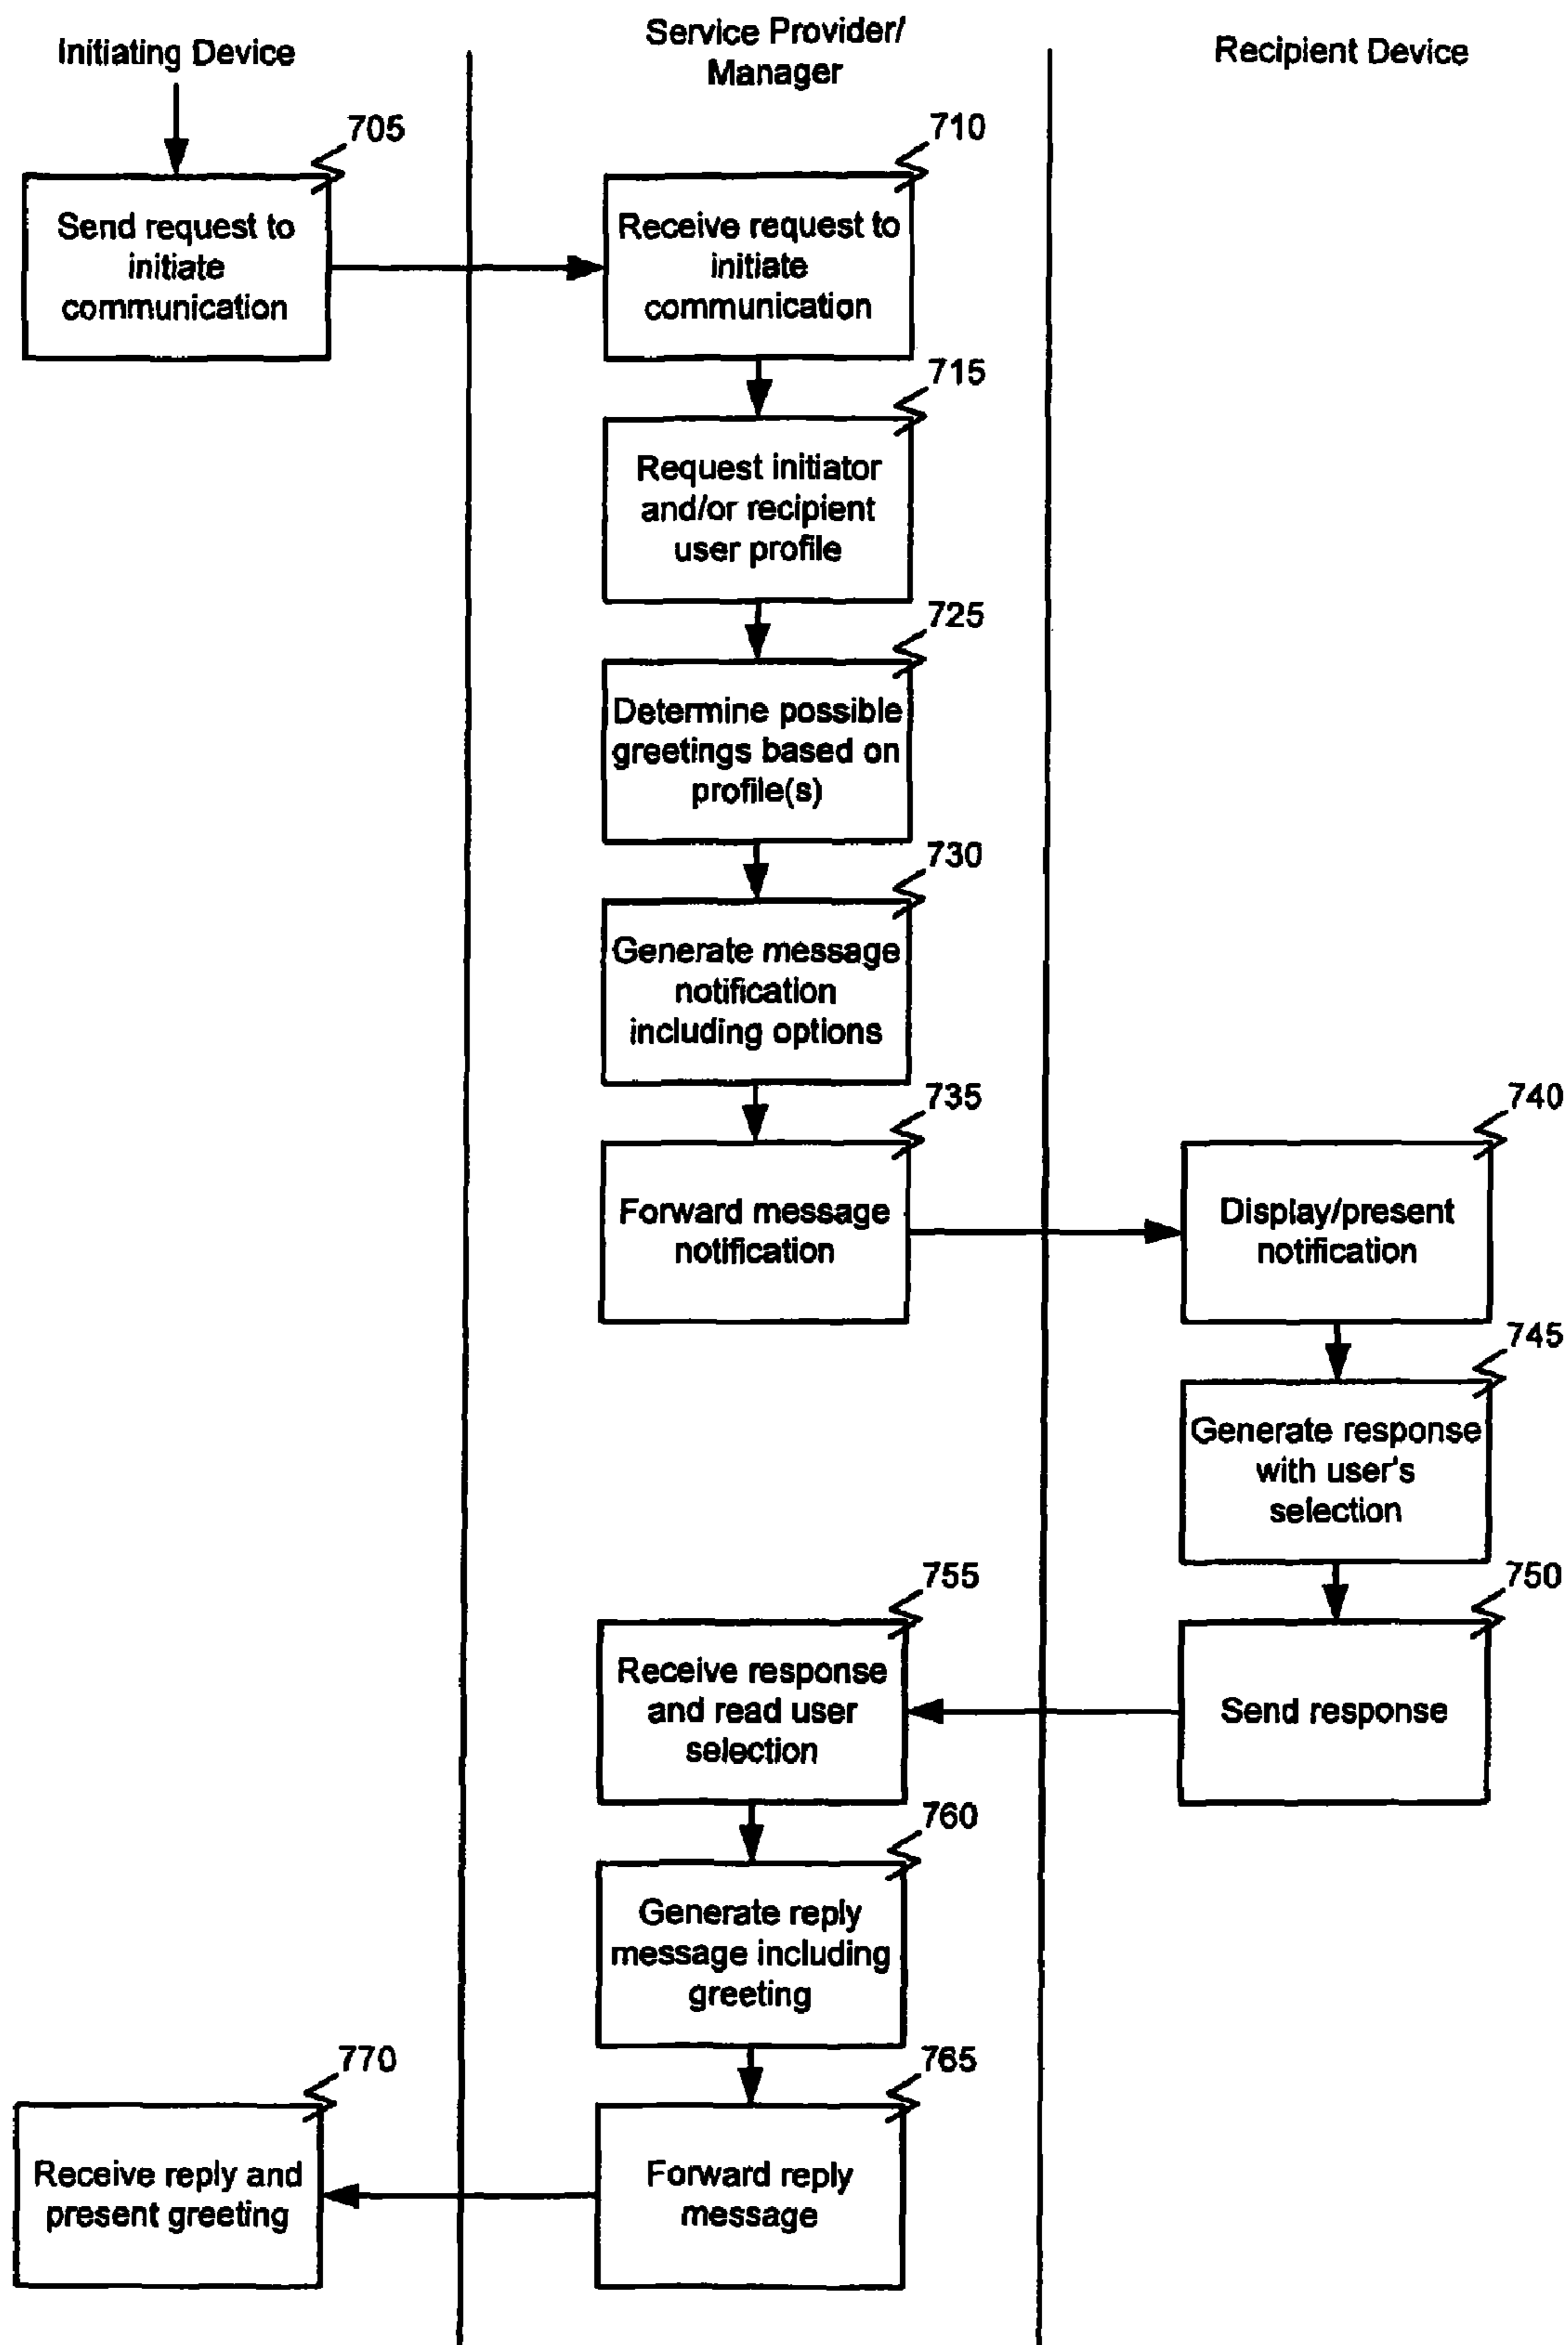 Initiating Device
Service Provider/
Manager
Recipient Device
705
Send request to
initiate
communication
710
Receive request to
initiate
communication
715
Request initiator
and/or recipient
user profile
725
Determine possible
greetings based on
profile(s)
730
Generate message
notification
including options
735
Forward message
notification
740
Display/present
notification
745
Generate response
with user's
selection
750
Send response
755
Receive response
and read user
selection
760
Generate reply
message including
greeting
765
Forward reply
message
770
Receive reply and
present greeting